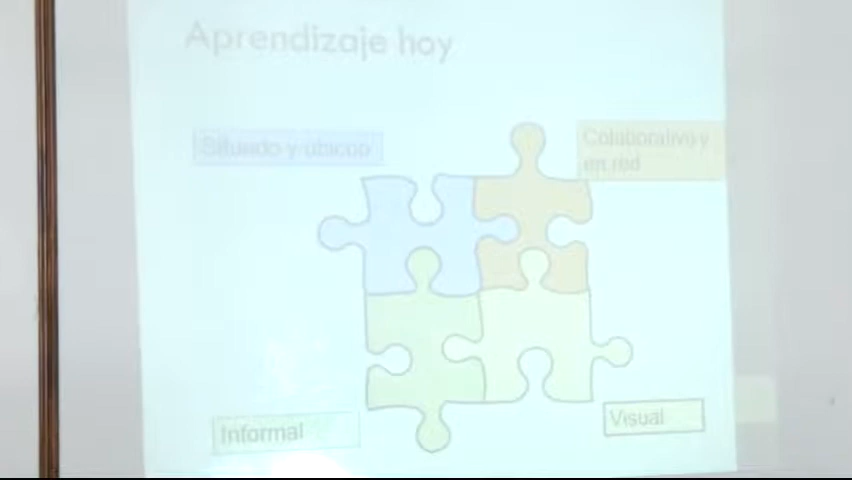 Aprendizaje hoy
Situado y ubicuo
Colaborativo y
en red
Informal
Visual